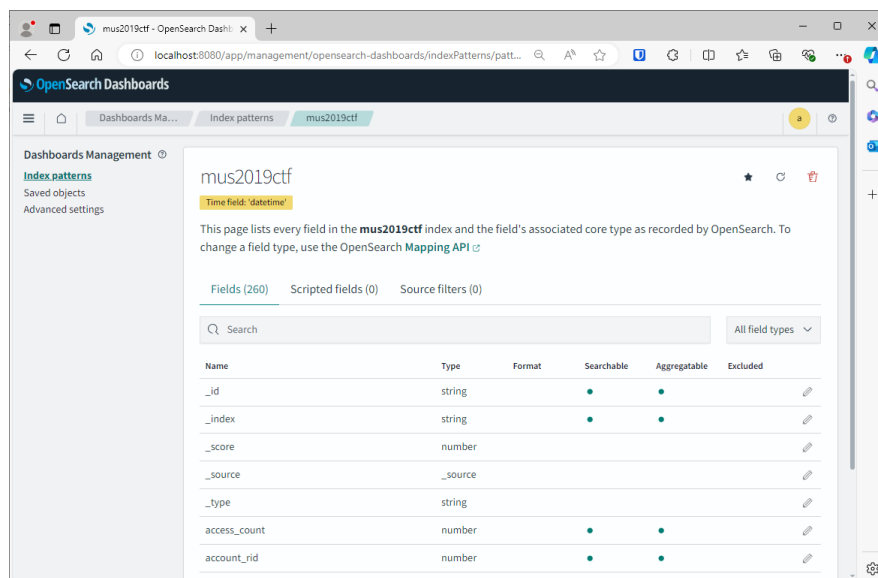 mus2019ctf - OpenSearch Dashb
localhost:8080/app/management/opensearch-dashboards/indexPatterns/patt...
OpenSearch Dashboards
Dashboards Ma... Index patterns mus2019ctf a
Dashboards Management
Index patterns
Saved objects
Advanced settings
mus2019ctf
Time field: 'datetime'
This page lists every field in the mus2019ctf index and the field's associated core type as recorded by OpenSearch. To
change a field type, use the OpenSearch Mapping API
Fields (260) Scripted fields (0) Source filters (0)
Search All field types
Name Type Format Searchable Aggregatable Excluded
_id string
_index string
_score number
_source _source
_type string
access_count number
account_rid number